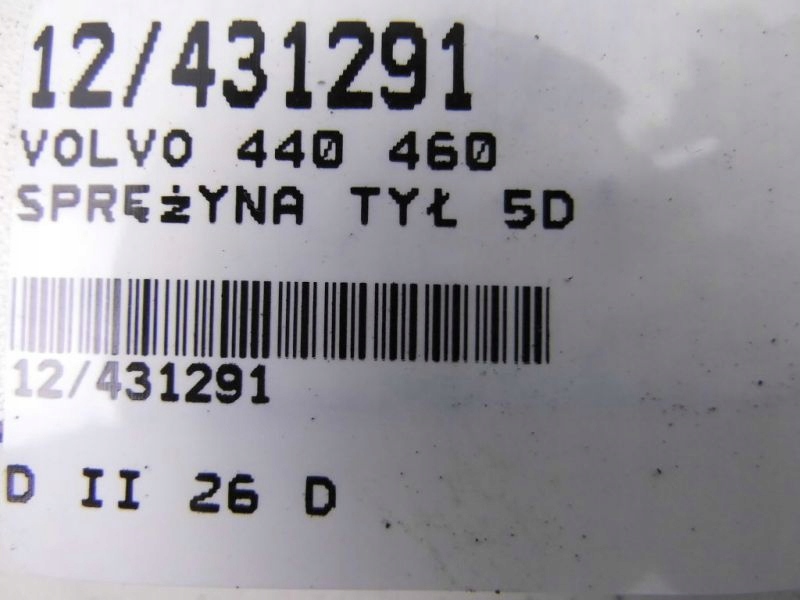 12/431291
VOLVO 440 460
SPRĘżYNA TYŁ 5D
12/431291
D II 26 D